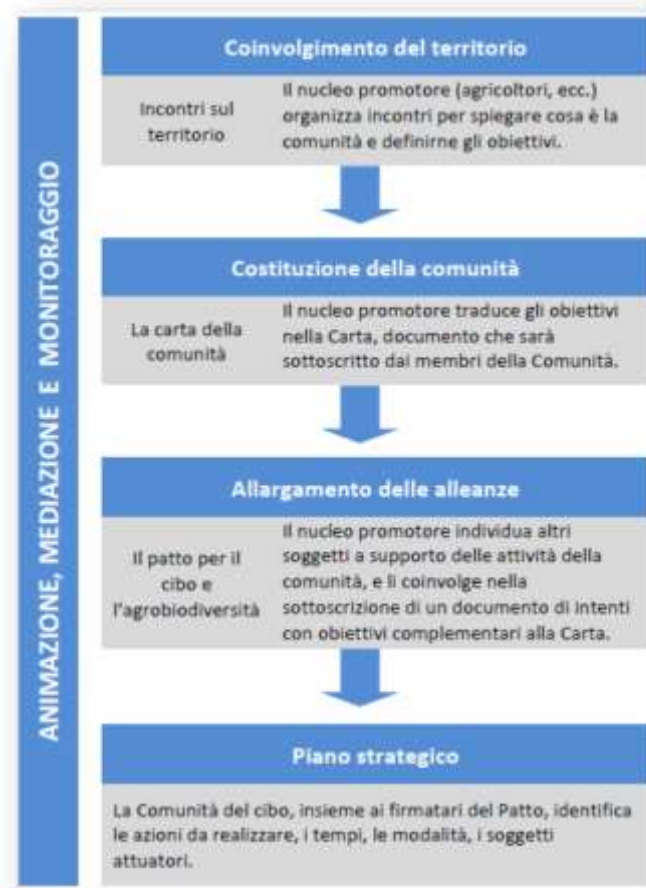 ANIMAZIONE, MEDIAZIONE E MONITORAGGIO
Coinvolgimento del territorio
Incontri sul
territorio
Il nucleo promotore (agricoltori, ecc.)
organizza incontri per spiegare cosa è la
comunità e definirne gli obiettivi.
Costituzione della comunità
La carta della
comunità
Il nucleo promotore traduce gli obiettivi
nella Carta, documento che sarà
sottoscritto dai membri della Comunità.
Allargamento delle alleanze
Il patto per il
cibo e
l'agrobiodiversità
Il nucleo promotore individua altri
soggetti a supporto delle attività della
comunità, e li coinvolge nella
sottoscrizione di un documento di intenti
con obiettivi complementari alla Carta.
Piano strategico
La Comunità del cibo, insieme ai firmatari del Patto, identifica
le azioni da realizzare, i tempi, le modalità, i soggetti
attuatori.